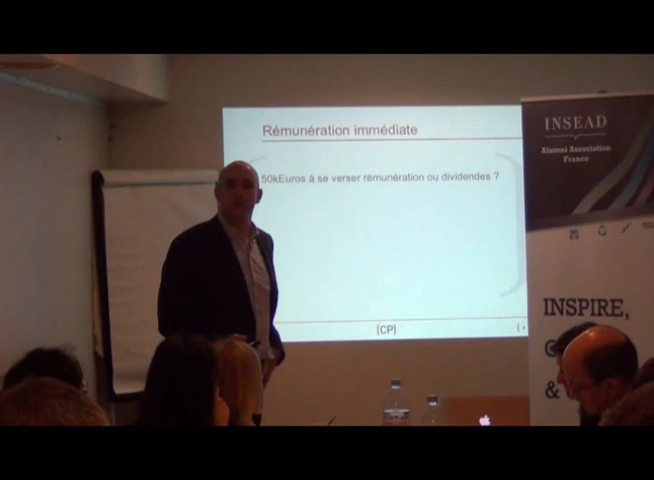 Rémunération immédiate
50kEuros à se verser rémunération ou dividendes ?
(CP)
INSEAD
Alumni Association
France
INSPIRE,
&